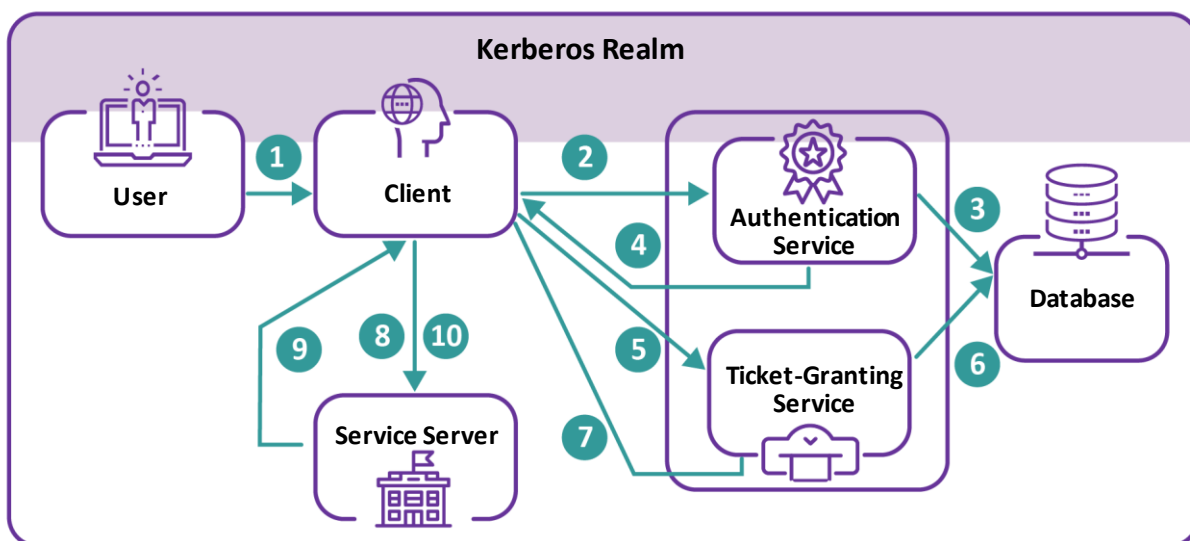 Kerberos Realm
User
1
Client
2
Authentication
Service
3
4
Database
5
Ticket-Granting
Service
6
7
8
10
9
Service Server